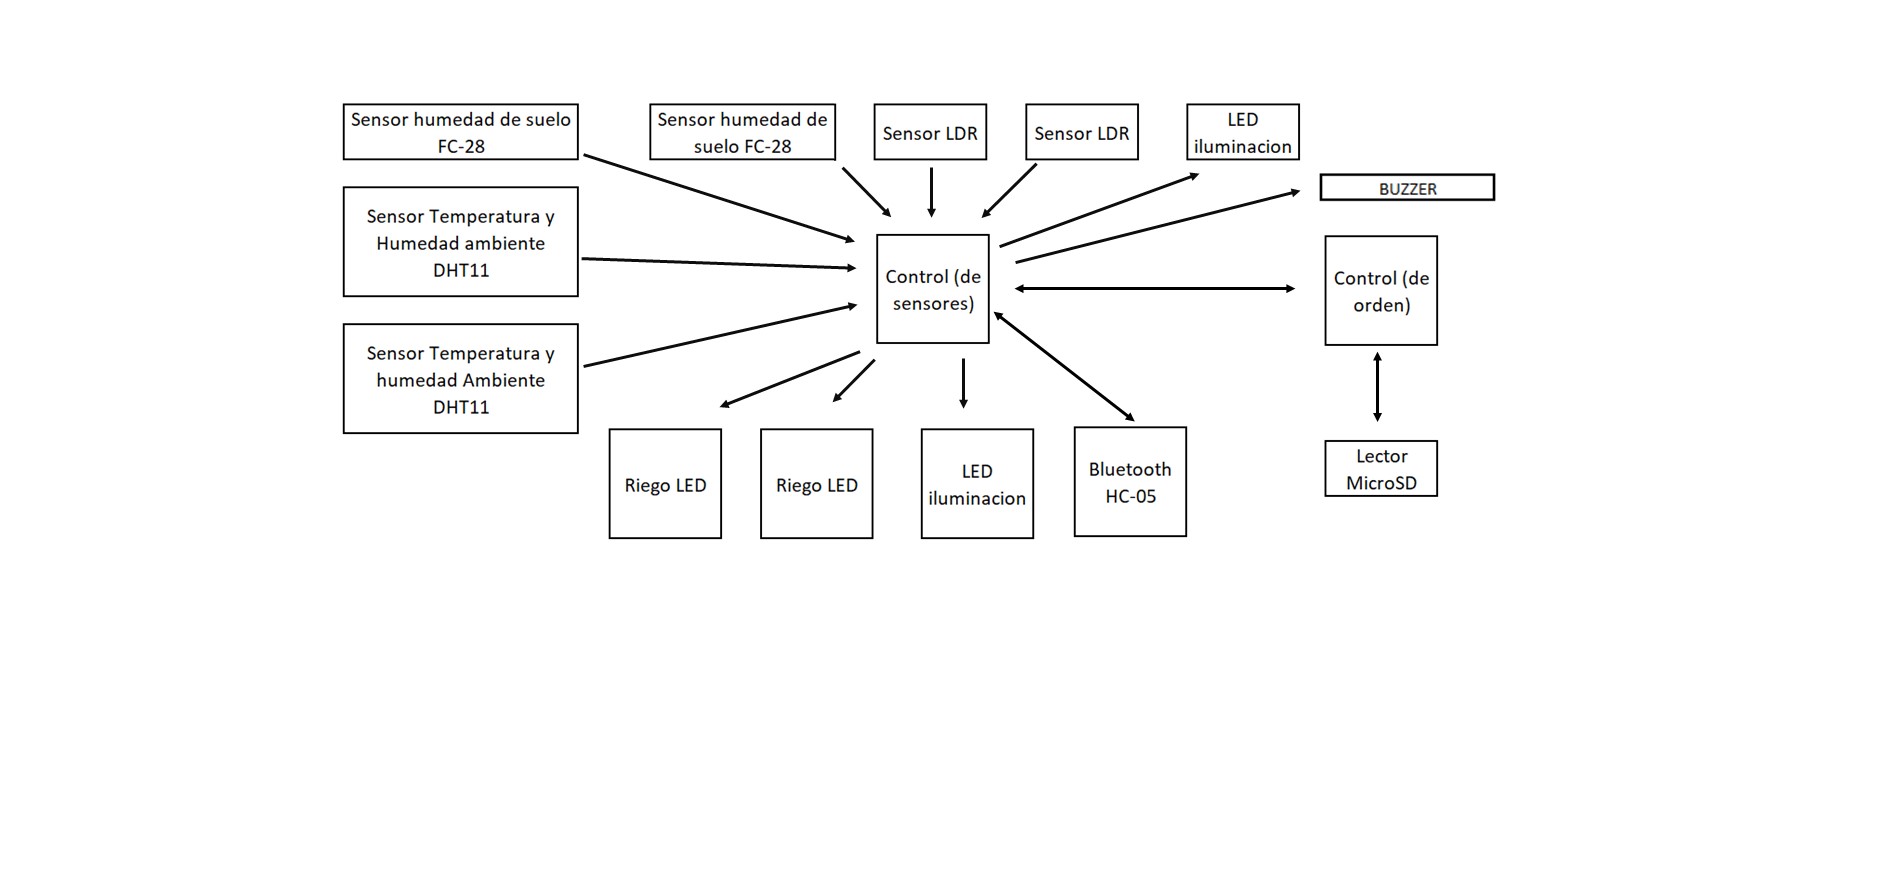 Sensor humedad de suelo
FC-28
Sensor humedad de
suelo FC-28
Sensor LDR
Sensor LDR
LED
iluminacion
BUZZER
Sensor Temperatura y
Humedad ambiente
DHT11
Control (de
sensores)
Control (de
orden)
Sensor Temperatura y
humedad Ambiente
DHT11
Riego LED
Riego LED
LED
iluminacion
Bluetooth
HC-05
Lector
MicroSD